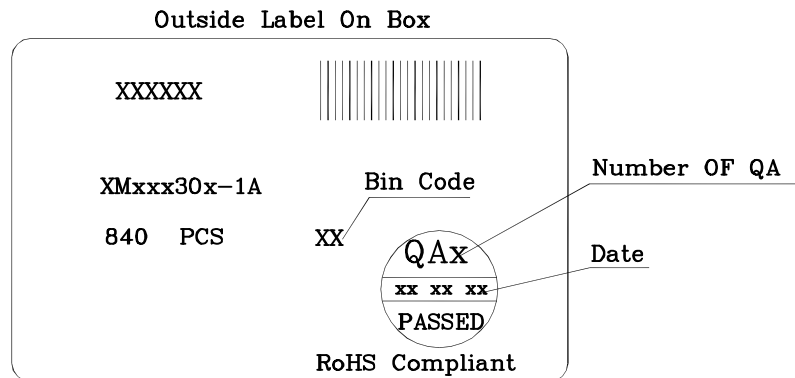 Outside Label On Box
XXXXXX
XMxxx30x-1A
Bin Code
Number OF QA
840 PCS
XX
QAx
Date
xx xx xx
PASSED
RoHS Compliant